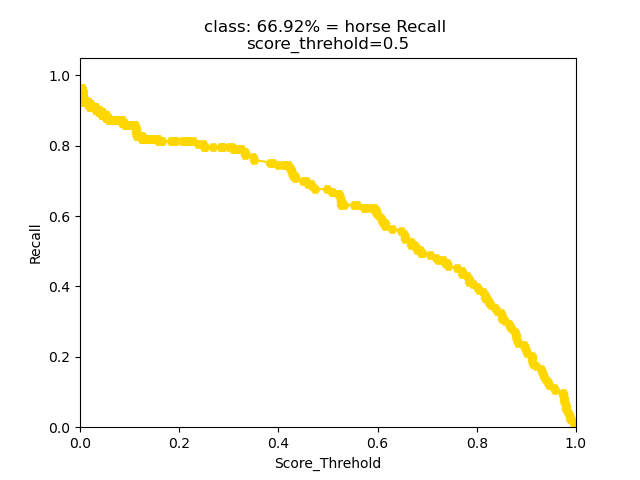 class: 66.92% = horse Recall
score_threhold=0.5
1.0
0.8
0.6
0.4
0.2
0.0
Recall
0.0 0.2 0.4 0.6 0.8 1.0
Score_Threhold